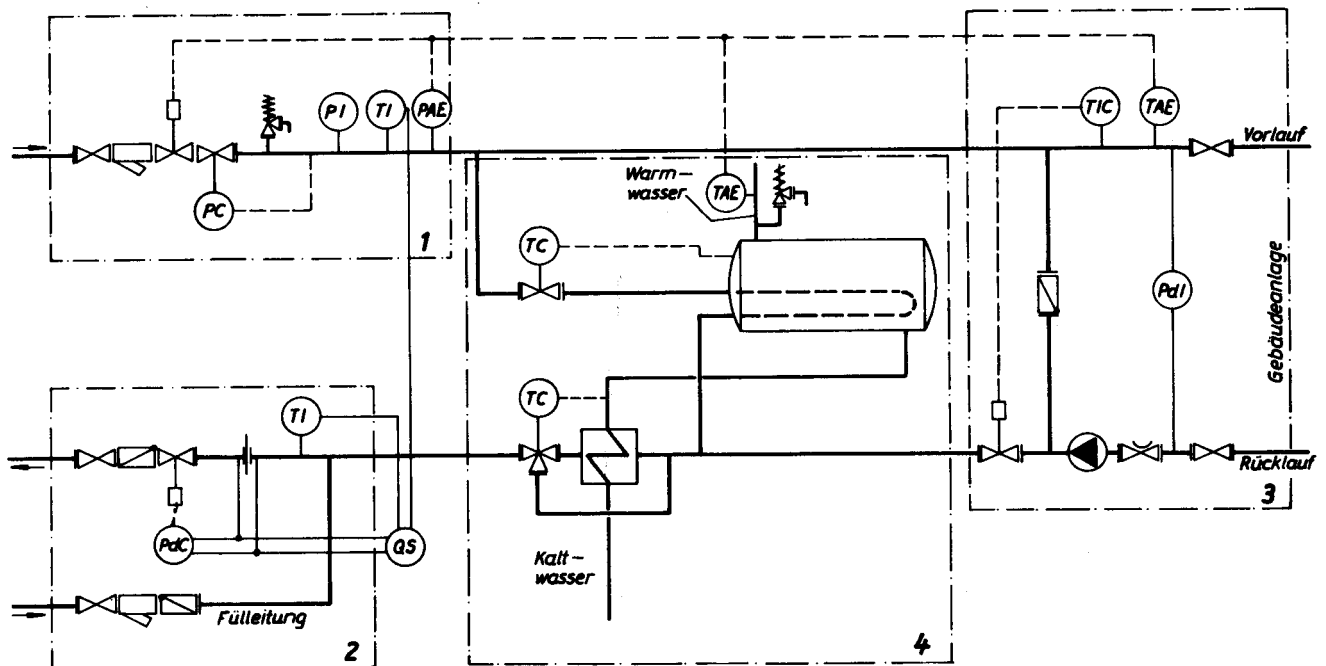 PI
TI
PAE
TIC
TAE
Vorlauf
Warm-
wasser
TAE
PC
1
TC
PdI
Gebäudeanlage
TI
TC
Rücklauf
3
PdC
QS
Kalt-
wasser
Fülleitung
2
4